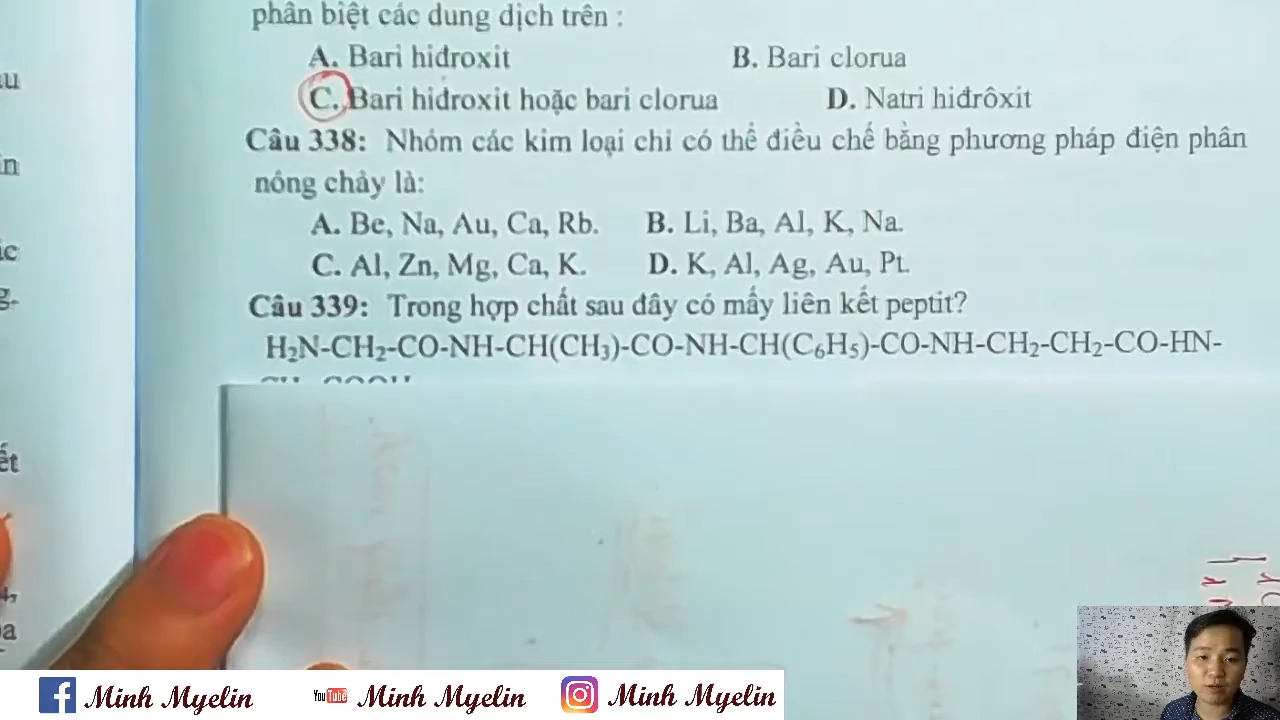 phân biệt các dung dịch trên :
A. Bari hiđroxit B. Bari clorua
C. Bari hiđroxit hoặc bari clorua D. Natri hiđrôxit
Câu 338: Nhóm các kim loại chỉ có thể điều chế bằng phương pháp điện phân
nóng chảy là:
A. Be, Na, Au, Ca, Rb. B. Li, Ba, Al, K, Na.
C. Al, Zn, Mg, Ca, K. D. K, Al, Ag, Au, Pt.
Câu 339: Trong hợp chất sau đây có mấy liên kết peptit?
H₂N-CH₂-CO-NH-CH(CH₃)-CO-NH-CH(C₆H₅)-CO-NH-CH₂-CH₂-CO-HN-
Minh Myelin
YouTube Minh Myelin
Minh Myelin